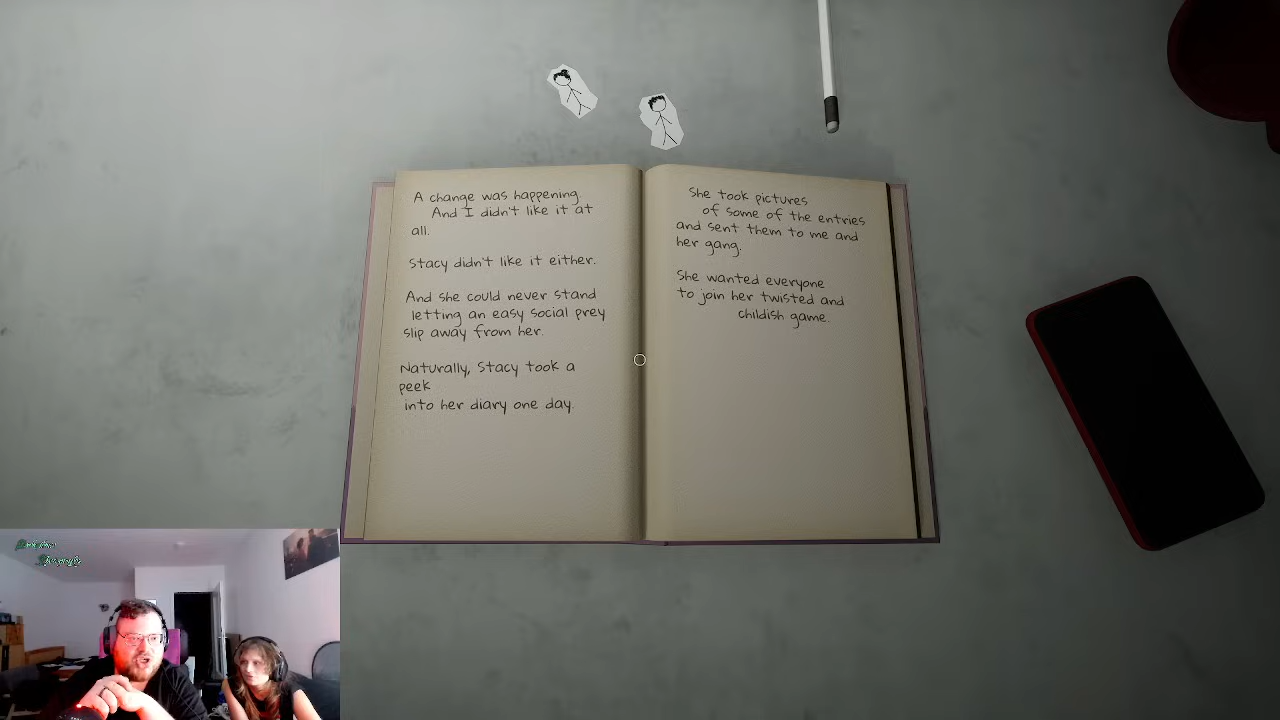 A change was happening
And I didn't like it at
all.
Stacy didn't like it either.
And she could never stand
letting an easy social prey
slip away from her.
Naturally, Stacy took a
peek
into her diary one day.
She took pictures
of some of the entries
and sent them to me and
her gang.
She wanted everyone
to join her twisted and
childish game.